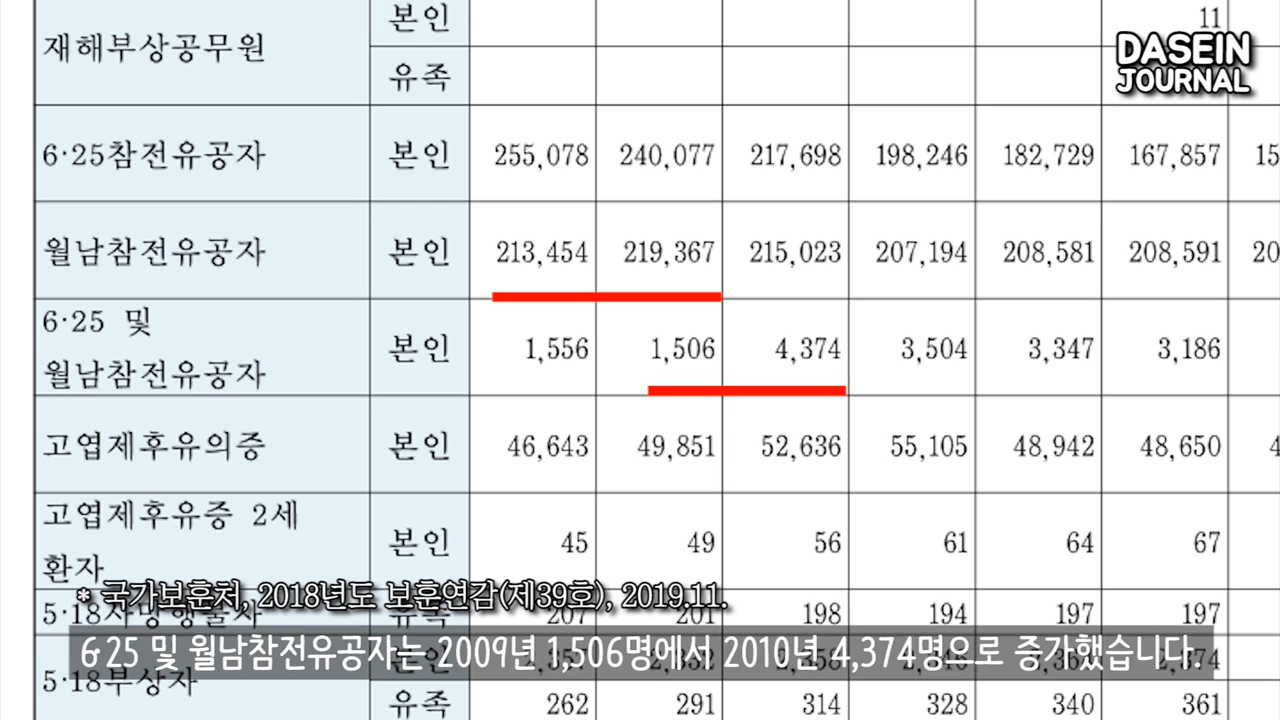 본인 11
재해부상공무원
유족
DASEIN
JOURNAL
6·25참전유공자 본인 255,078 240,077 217,698 198,246 182,729 167,857 15
월남참전유공자 본인 213,454 219,367 215,023 207,194 208,581 208,591 20
6·25 및
월남참전유공자 본인 1,556 1,506 4,374 3,504 3,347 3,186
고엽제후유의증 본인 46,643 49,851 52,636 55,105 48,942 48,650 4
고엽제후유증 2세
환자 본인 45 49 56 61 64 67
* 국가보훈처, 2018년도 보훈연감(제39호), 2019.11.
유족 207 201 198 194 197 197
6·25 및 월남참전유공자는 2009년 1,506명에서 2010년 4,374명으로 증가했습니다.
5·18부상자
유족 262 291 314 328 340 361